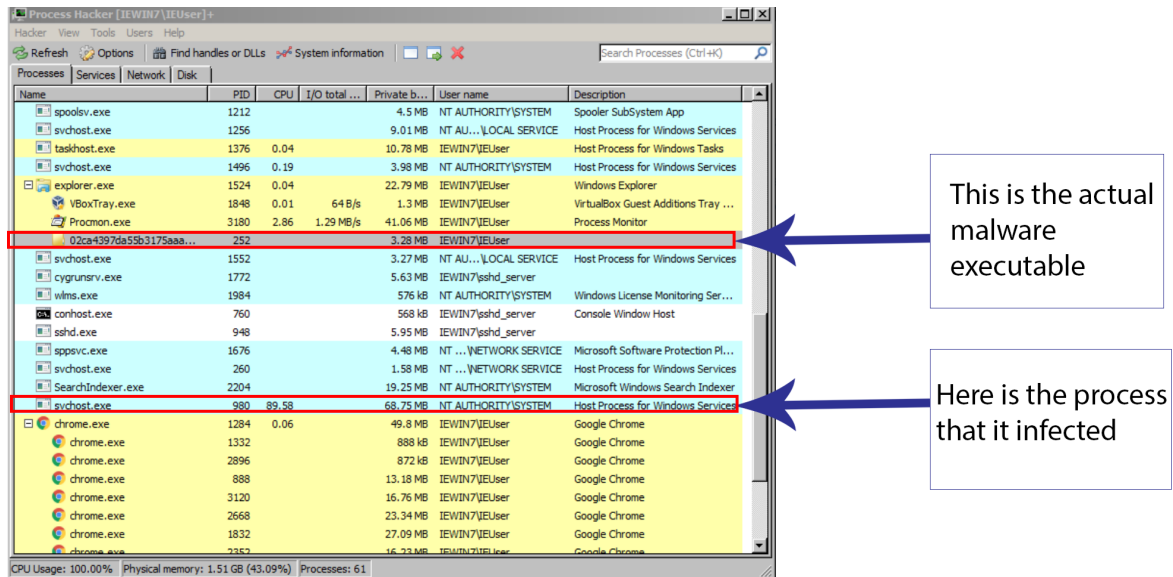 Process Hacker [IEWIN7\IEUser]+
Hacker View Tools Users Help
Refresh Options Find handles or DLLs System information Search Processes (Ctrl+K)
Processes Services Network Disk
Name PID CPU I/O total ... Private b... User name Description
spoolsv.exe 1212 4.5 MB NT AUTHORITY\SYSTEM Spooler SubSystem App
svchost.exe 1256 9.01 MB NT AU...\LOCAL SERVICE Host Process for Windows Services
taskhost.exe 1376 0.04 10.78 MB IEWIN7\IEUser Host Process for Windows Tasks
svchost.exe 1496 0.19 3.98 MB NT AUTHORITY\SYSTEM Host Process for Windows Services
explorer.exe 1524 0.04 22.79 MB IEWIN7\IEUser Windows Explorer
VBoxTray.exe 1848 0.01 64 B/s 1.3 MB IEWIN7\IEUser VirtualBox Guest Additions Tray ...
Procmon.exe 3180 2.86 1.29 MB/s 41.06 MB IEWIN7\IEUser Process Monitor
02ca4397da55b3175aaa... 252 3.28 MB IEWIN7\IEUser
svchost.exe 1552 3.27 MB NT AU...\LOCAL SERVICE Host Process for Windows Services
cygrunsrv.exe 1772 5.63 MB IEWIN7\sshd_server
wlms.exe 1984 576 kB NT AUTHORITY\SYSTEM Windows License Monitoring Ser...
conhost.exe 760 568 kB IEWIN7\sshd_server Console Window Host
sshd.exe 948 5.95 MB IEWIN7\sshd_server
sppsvc.exe 1676 4.48 MB NT ...\NETWORK SERVICE Microsoft Software Protection Pl...
svchost.exe 260 1.58 MB NT ...\NETWORK SERVICE Host Process for Windows Services
SearchIndexer.exe 2204 19.25 MB NT AUTHORITY\SYSTEM Microsoft Windows Search Indexer
svchost.exe 980 89.58 68.75 MB NT AUTHORITY\SYSTEM Host Process for Windows Services
chrome.exe 1284 0.06 49.8 MB IEWIN7\IEUser Google Chrome
chrome.exe 1332 888 kB IEWIN7\IEUser Google Chrome
chrome.exe 2896 872 kB IEWIN7\IEUser Google Chrome
chrome.exe 888 13.18 MB IEWIN7\IEUser Google Chrome
chrome.exe 3120 16.76 MB IEWIN7\IEUser Google Chrome
chrome.exe 2668 23.34 MB IEWIN7\IEUser Google Chrome
chrome.exe 1832 27.09 MB IEWIN7\IEUser Google Chrome
chrome.exe 2352 16.23 MB IEWIN7\IEUser Google Chrome
CPU Usage: 100.00% Physical memory: 1.51 GB (43.09%) Processes: 61
This is the actual
malware
executable
Here is the process
that it infected